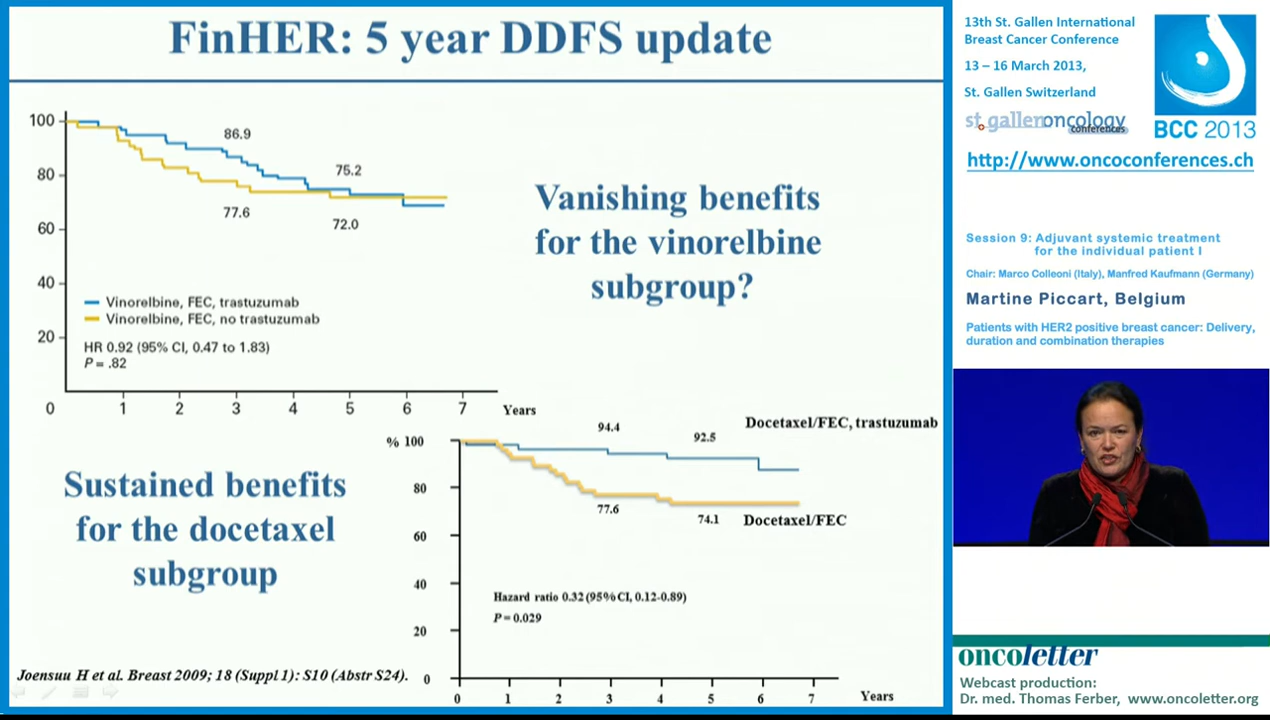 FinHER: 5 year DDFS update
100
80
60
40
20
0
86.9
75.2
77.6
72.0
Vinorelbine, FEC, trastuzumab
Vinorelbine, FEC, no trastuzumab
HR 0.92 (95% CI, 0.47 to 1.83)
P = .82
1 2 3 4 5 6 7 Years
Vanishing benefits
for the vinorelbine
subgroup?
Sustained benefits
for the docetaxel
subgroup
% 100
80
60
40
20
0
94.4
92.5
Docetaxel/FEC, trastuzumab
77.6
74.1
Docetaxel/FEC
Hazard ratio 0.32 (95% CI, 0.12-0.89)
P = 0.029
0 1 2 3 4 5 6 7 Years
Joensuu H et al. Breast 2009; 18 (Suppl 1): S10 (Abstr S24).
13th St. Gallen International
Breast Cancer Conference
13 – 16 March 2013,
St. Gallen Switzerland
st.gallenoncology
conferences
BCC 2013
http://www.oncoconferences.ch
Session 9: Adjuvant systemic treatment
for the individual patient I
Chair: Marco Colleoni (Italy), Manfred Kaufmann (Germany)
Martine Piccart, Belgium
Patients with HER2 positive breast cancer: Delivery,
duration and combination therapies
oncoletter
Webcast production:
Dr. med. Thomas Ferber, www.oncoletter.org